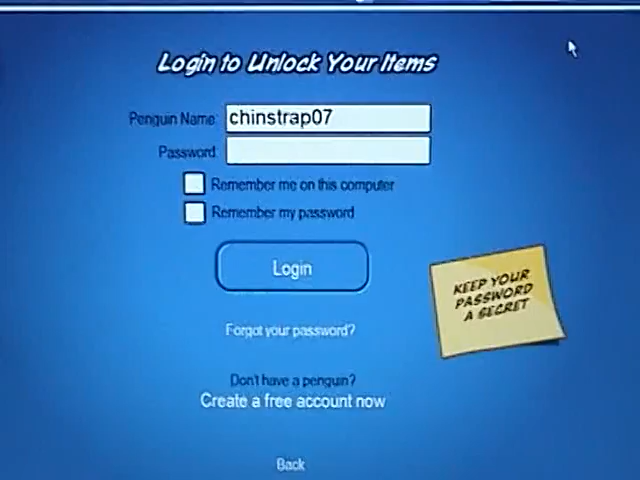 Login to Unlock Your Items
Penguin Name: chinstrap07
Password:
Remember me on this computer
Remember my password
Login
KEEP YOUR
PASSWORD
A SECRET
Forgot your password?
Don't have a penguin?
Create a free account now
Back